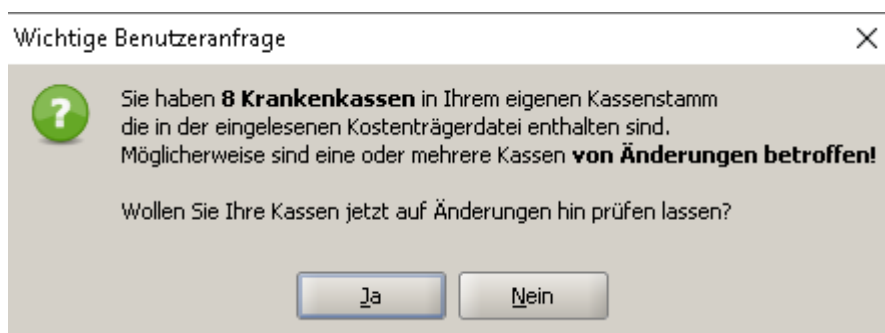 Wichtige Benutzeranfrage
Sie haben 8 Krankenkassen in Ihrem eigenen Kassenstamm
die in der eingelesenen Kostenträgerdatei enthalten sind.
Möglicherweise sind eine oder mehrere Kassen von Änderungen betroffen!
Wollen Sie Ihre Kassen jetzt auf Änderungen hin prüfen lassen?
Ja
Nein